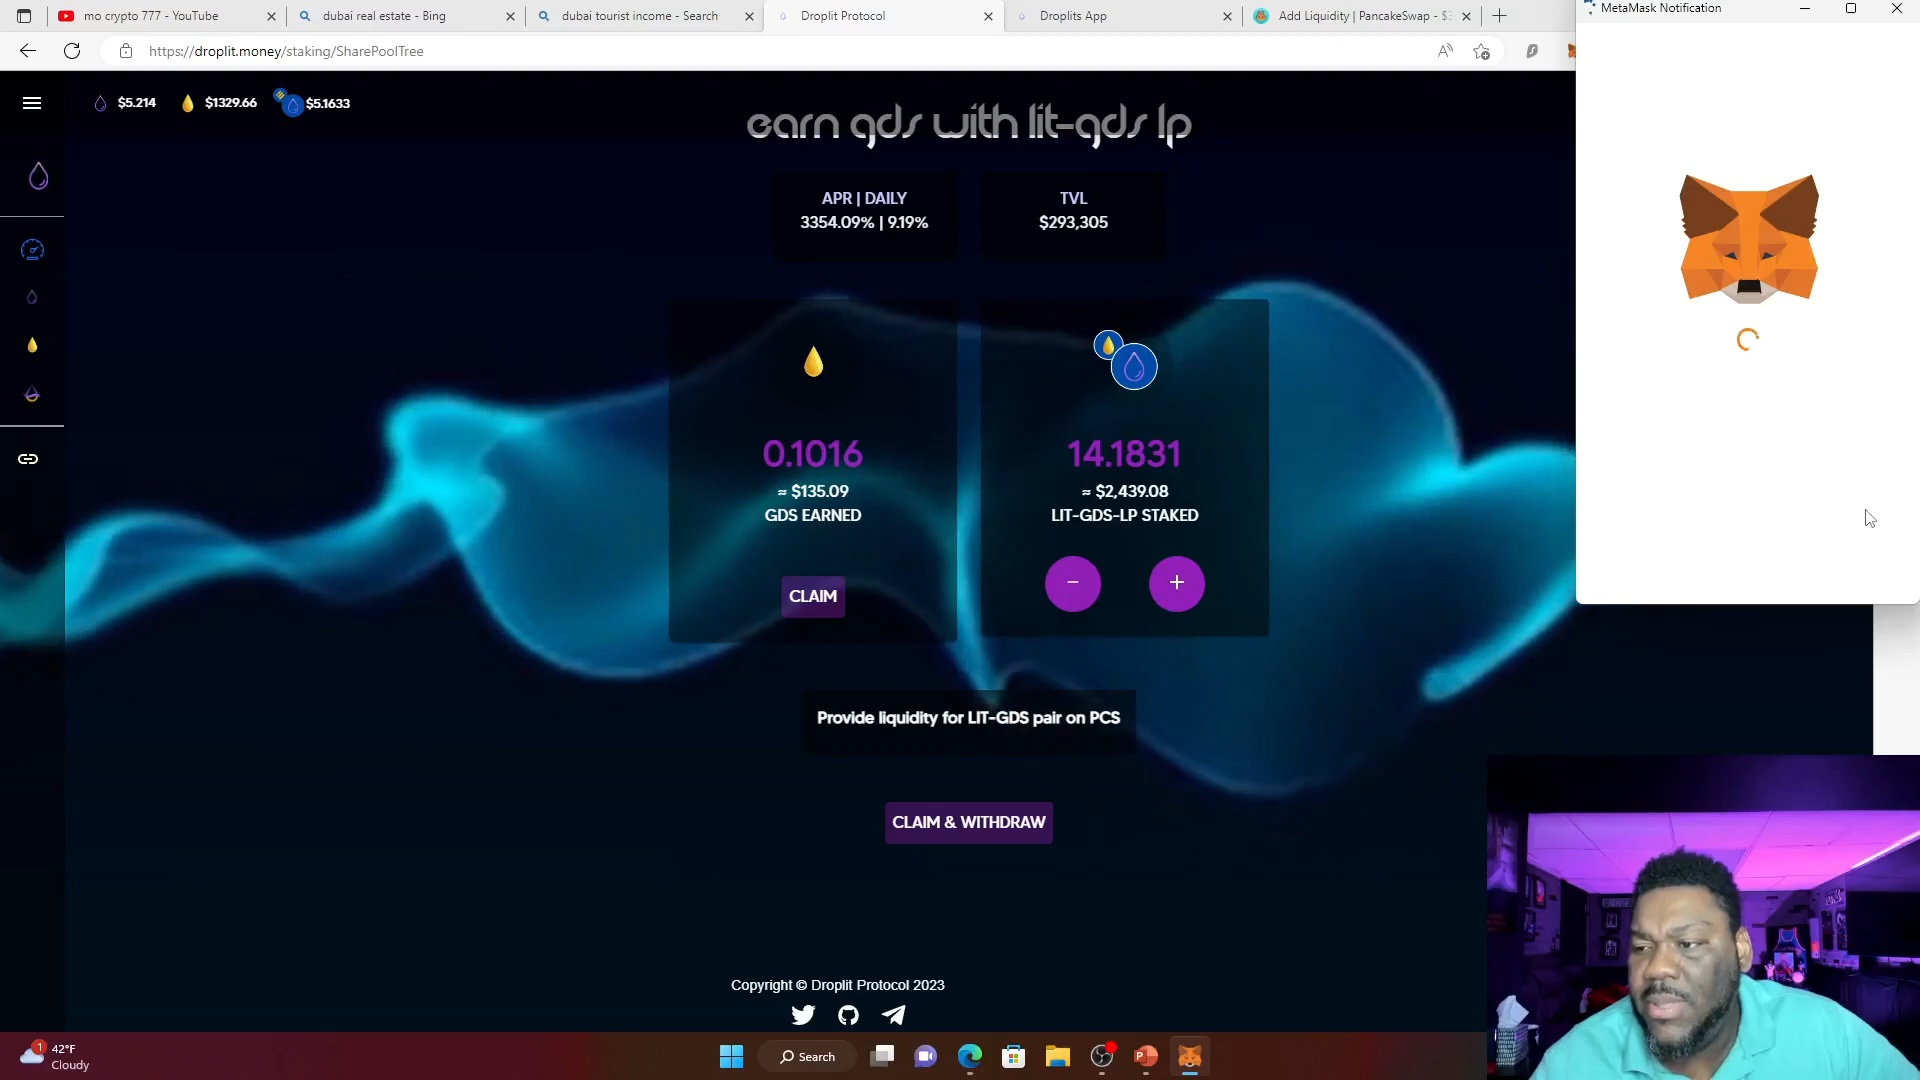 mo crypto 777 - YouTube
dubai real estate - Bing
dubai tourist income - Search
Droplit Protocol
Droplits App
Add Liquidity | PancakeSwap - $3
MetaMask Notification
https://droplit.money/staking/SharePoolTree
$5.214
$1329.66
$5.1633
earn gds with lit-gds lp
APR | DAILY
3354.09% | 9.19%
TVL
$293,305
0.1016
≈ $135.09
GDS EARNED
CLAIM
14.1831
≈ $2,439.08
LIT-GDS-LP STAKED
−
+
Provide liquidity for LIT-GDS pair on PCS
CLAIM & WITHDRAW
Copyright © Droplit Protocol 2023
1
42°F
Cloudy
Search